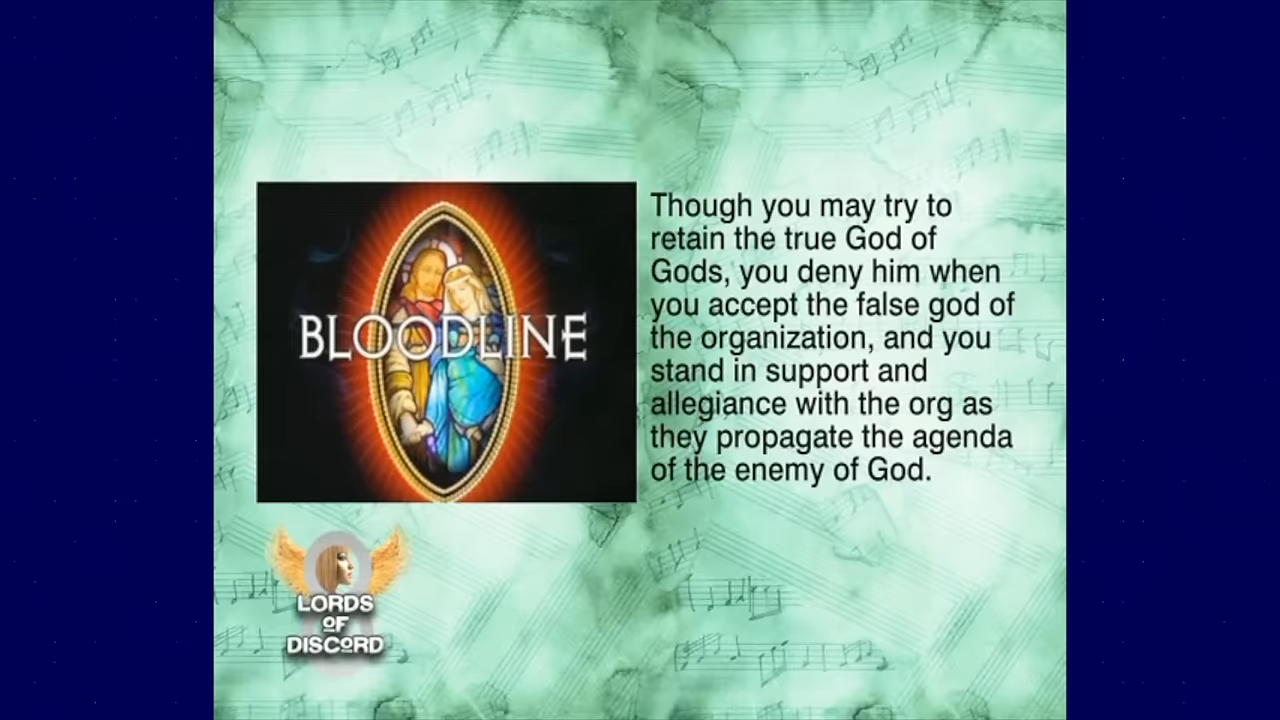 BLOODLINE
Though you may try to
retain the true God of
Gods, you deny him when
you accept the false god of
the organization, and you
stand in support and
allegiance with the org as
they propagate the agenda
of the enemy of God.
LORDS
OF
DISCORD